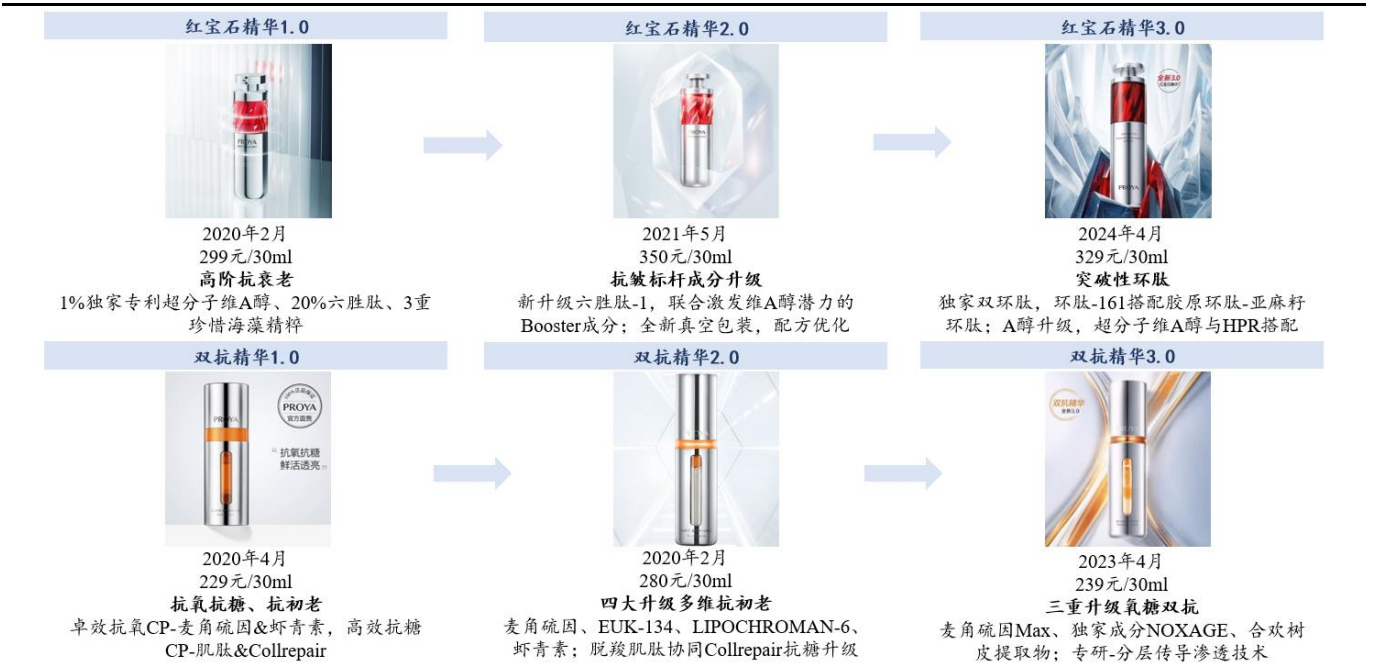 红宝石精华1.0
红宝石精华2.0
红宝石精华3.0
PROYA
PROYA
全新3.0
PROYA
2020年2月
299元/30ml
高阶抗衰老
1%独家专利超分子维A醇、20%六胜肽、3重
珍惜海藻精粹
2021年5月
350元/30ml
抗皱标杆成分升级
新升级六胜肽-1，联合激发维A醇潜力的
Booster成分；全新真空包装，配方优化
2024年4月
329元/30ml
突破性环肽
独家双环肽，环肽-161搭配胶原环肽-亚麻籽
环肽；A醇升级，超分子维A醇与HPR搭配
双抗精华1.0
双抗精华2.0
双抗精华3.0
PROYA
100%正品保证
PROYA
官方直售
“ 抗氧抗糖
鲜活透亮 ”
双抗精华
全新3.0
2020年4月
229元/30ml
抗氧抗糖、抗初老
卓效抗氧CP-麦角硫因&虾青素，高效抗糖
CP-肌肽&Collrepair
2020年2月
280元/30ml
四大升级多维抗初老
麦角硫因、EUK-134、LIPOCHROMAN-6、
虾青素；脱羧肌肽协同Collrepair抗糖升级
2023年4月
239元/30ml
三重升级氧糖双抗
麦角硫因Max、独家成分NOXAGE、合欢树
皮提取物；专研-分层传导渗透技术